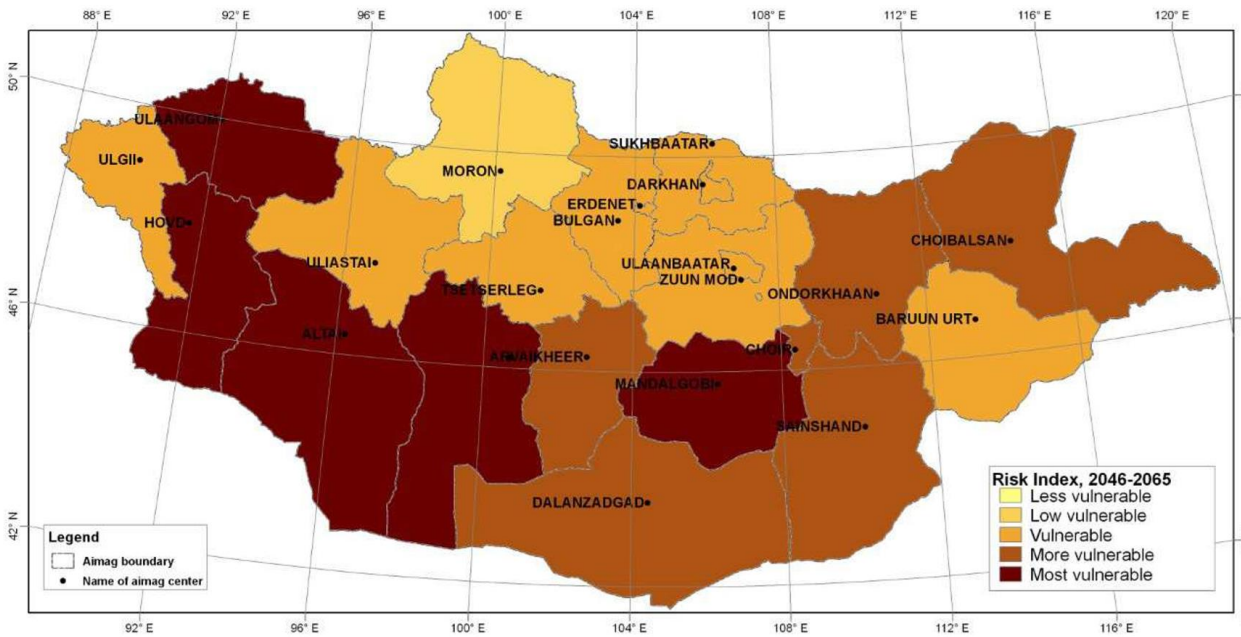 88° E 92° E 96° E 100° E 104° E 108° E 112° E 116° E 120° E
50° N
46° N
42° N
ULGII
HOVD
MORON
ULIASTAI
TSETSERLEG
ALTAI
ARVAIKHEER
SUKHBAATAR
DARKHAN
ERDENET
BULGAN
ULAANBAATAR
ZUUN MOD
CHOIR
MANDALGOBI
DALANZADGAD
SAINSHAND
ONDORKHAAN
CHOIBALSAN
BARUUN URT
Legend
Aimag boundary
Name of aimag center
Risk Index, 2046-2065
Less vulnerable
Low vulnerable
Vulnerable
More vulnerable
Most vulnerable
92° E 96° E 100° E 104° E 108° E 112° E 116° E